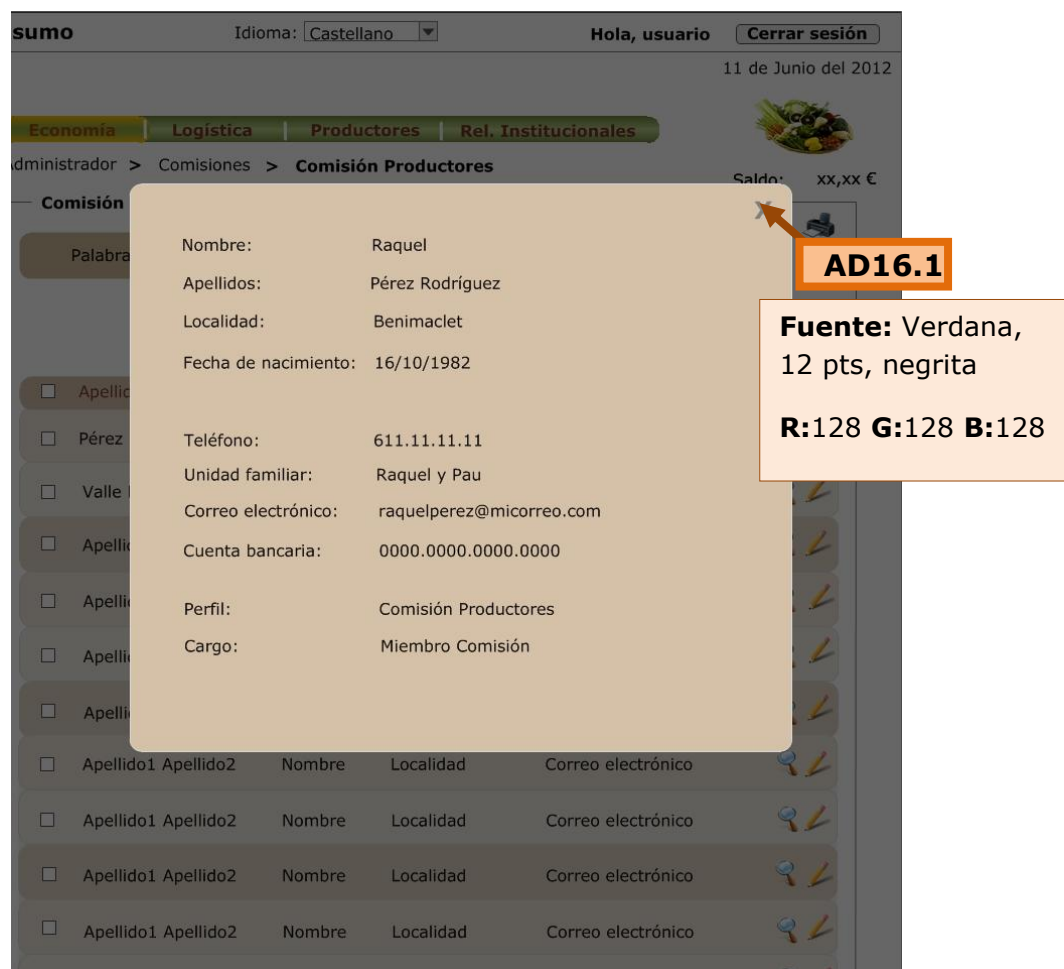 sumo Idioma: Castellano Hola, usuario Cerrar sesión
11 de Junio del 2012
Economía Logística Productores Rel. Institucionales
dministrador > Comisiones > Comisión Productores
Saldo: xx,xx €
Comisión
X
Palabra
AD16.1
Nombre: Raquel
Apellidos: Pérez Rodríguez
Localidad: Benimaclet
Fecha de nacimiento: 16/10/1982
Fuente: Verdana,
12 pts, negrita
R:128 G:128 B:128
Apellid
Pérez
Valle
Apellid
Apellid
Apellid
Apellid
Teléfono: 611.11.11.11
Unidad familiar: Raquel y Pau
Correo electrónico: raquelperez@micorreo.com
Cuenta bancaria: 0000.0000.0000.0000
Perfil: Comisión Productores
Cargo: Miembro Comisión
Apellido1 Apellido2 Nombre Localidad Correo electrónico
Apellido1 Apellido2 Nombre Localidad Correo electrónico
Apellido1 Apellido2 Nombre Localidad Correo electrónico
Apellido1 Apellido2 Nombre Localidad Correo electrónico